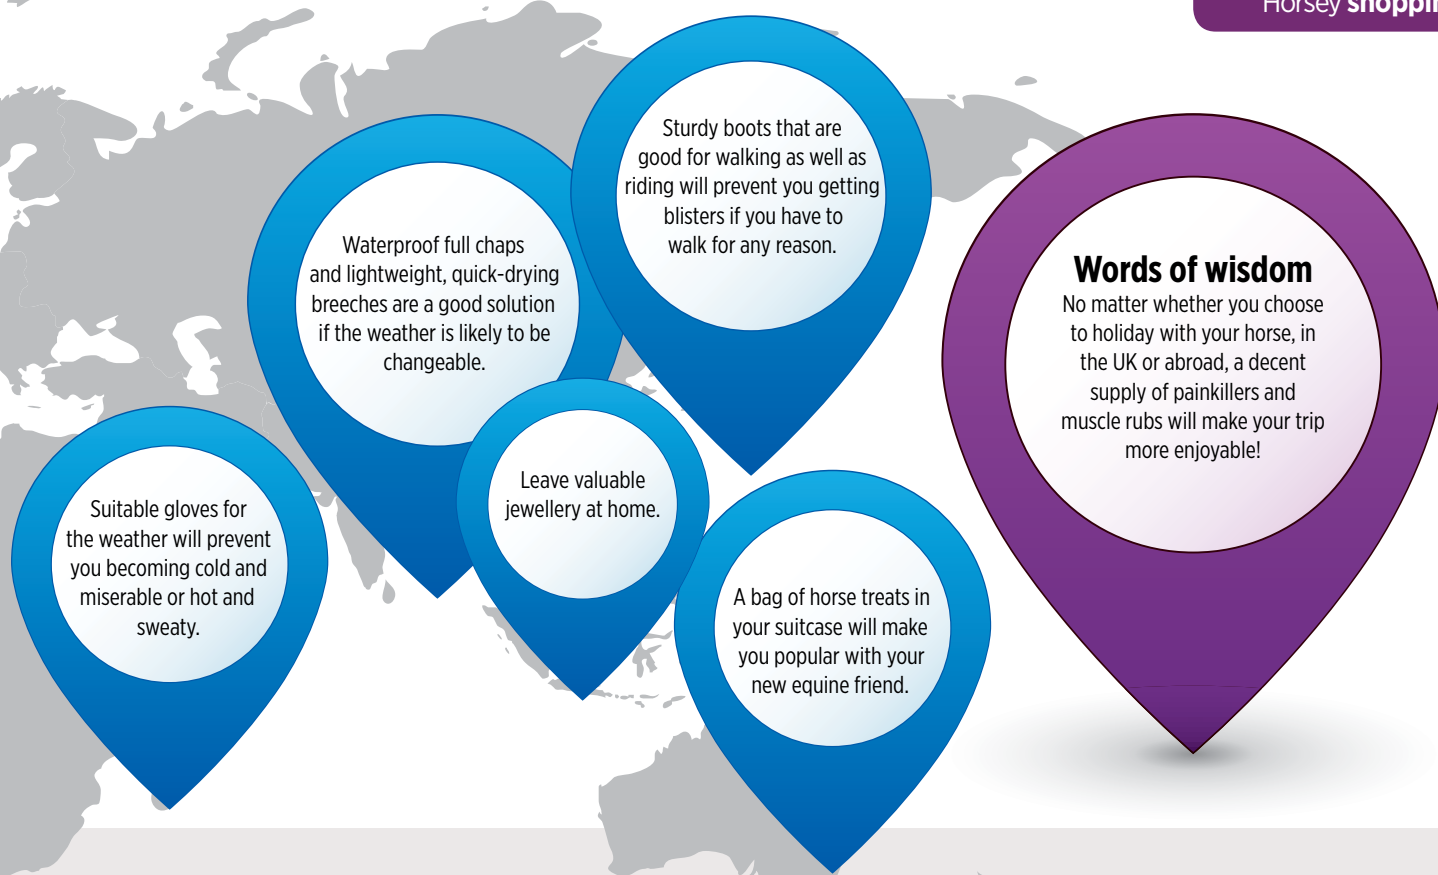 Horsey
Sturdy boots that are
good for walking as well as
riding will prevent you getting
blisters if you have to
walk for any reason.
Waterproof full chaps
and lightweight, quick-drying
breeches are a good solution
if the weather is likely to be
changeable.
Words of wisdom
No matter whether you choose
to holiday with your horse, in
the UK or abroad, a decent
supply of painkillers and
muscle rubs will make your trip
more enjoyable!
Leave valuable
jewellery at home.
Suitable gloves for
the weather will prevent
you becoming cold and
miserable or hot and
sweaty.
A bag of horse treats in
your suitcase will make
you popular with your
new equine friend.